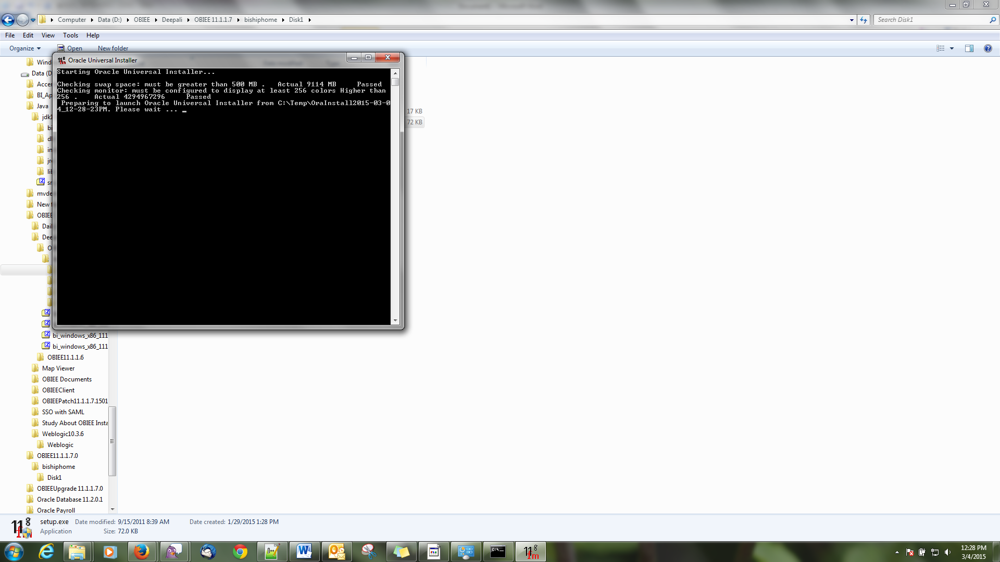 Computer Data (D:) OBIEE Deepali OBIEE 11.1.1.7 bishiphome Disk1
Search Disk1
File Edit View Tools Help
Organize Open New folder
Oracle Universal Installer
Starting Oracle Universal Installer...
Checking swap space: must be greater than 500 MB . Actual 9114 MB Passed
Checking monitor: must be configured to display at least 256 colors Higher than
256 . Actual 4294967296 Passed
Preparing to launch Oracle Universal Installer from C:\Temp\OraInstall2015-03-0
4_12-28-23PM. Please wait ...
17 KB
72 KB
Wind
Data (D
Accer
BI_Ap
Java
jdk1
bi
in
jre
lib
sr
mvde
New f
OBIEE
Dail
Dee
O
bi_windows_x86_111
bi_windows_x86_111
OBIEE11.1.1.6
Map Viewer
OBIEE Documents
OBIEEClient
OBIEEPatch11.1.1.7.1501
SSO with SAML
Study About OBIEE Insta
Weblogic10.3.6
Weblogic
OBIEE11.1.1.7.0
bishiphome
Disk1
OBIEEUpgrade 11.1.1.7.0
Oracle Database 11.2.0.1
Oracle Payroll
setup.exe Date modified: 9/15/2011 8:39 AM Date created: 1/29/2015 1:28 PM
Application Size: 72.0 KB
12:28 PM
3/4/2015